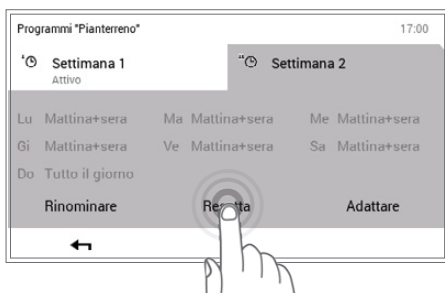 Programmi "Pianterreno" 17:00
Settimana 1 Settimana 2
Attivo
Lu Mattina+sera Ma Mattina+sera Me Mattina+sera
Gi Mattina+sera Ve Mattina+sera Sa Mattina+sera
Do Tutto il giorno
Rinominare Resetta Adattare